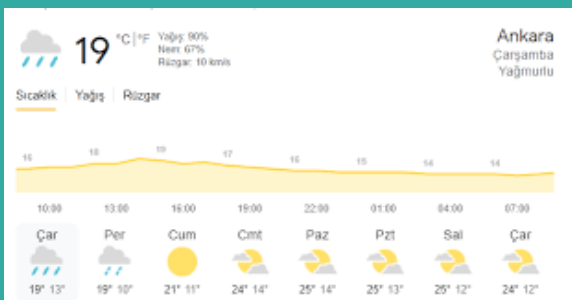 19 °C | °F
Yağış: 90%
Nem: 67%
Rüzgar: 10 km/s
Ankara
Çarşamba
Yağmurlu
Sıcaklık Yağış Rüzgar
16 18 19 17 16 15 14 14
10:00 13:00 16:00 19:00 22:00 01:00 04:00 07:00
Çar Per Cum Cmt Paz Pzt Sal Çar
19° 13° 19° 10° 21° 11° 24° 14° 25° 14° 25° 13° 25° 12° 24° 12°